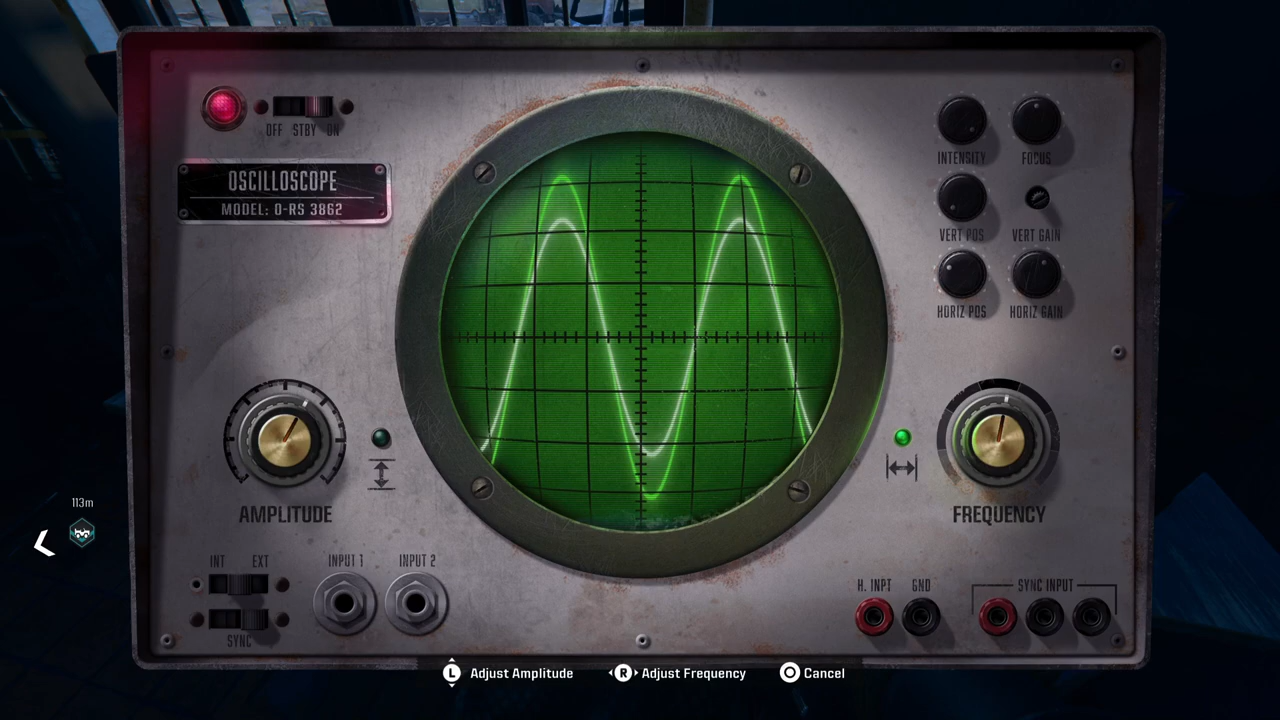 OFF STBY ON
OSCILLOSCOPE
MODEL: O-RS 3862
INTENSITY FOCUS
VERT POS VERT GAIN
HORIZ POS HORIZ GAIN
113m
AMPLITUDE
FREQUENCY
INT EXT
SYNC
INPUT 1 INPUT 2
H. INPT GND
SYNC INPUT
L Adjust Amplitude R Adjust Frequency Cancel